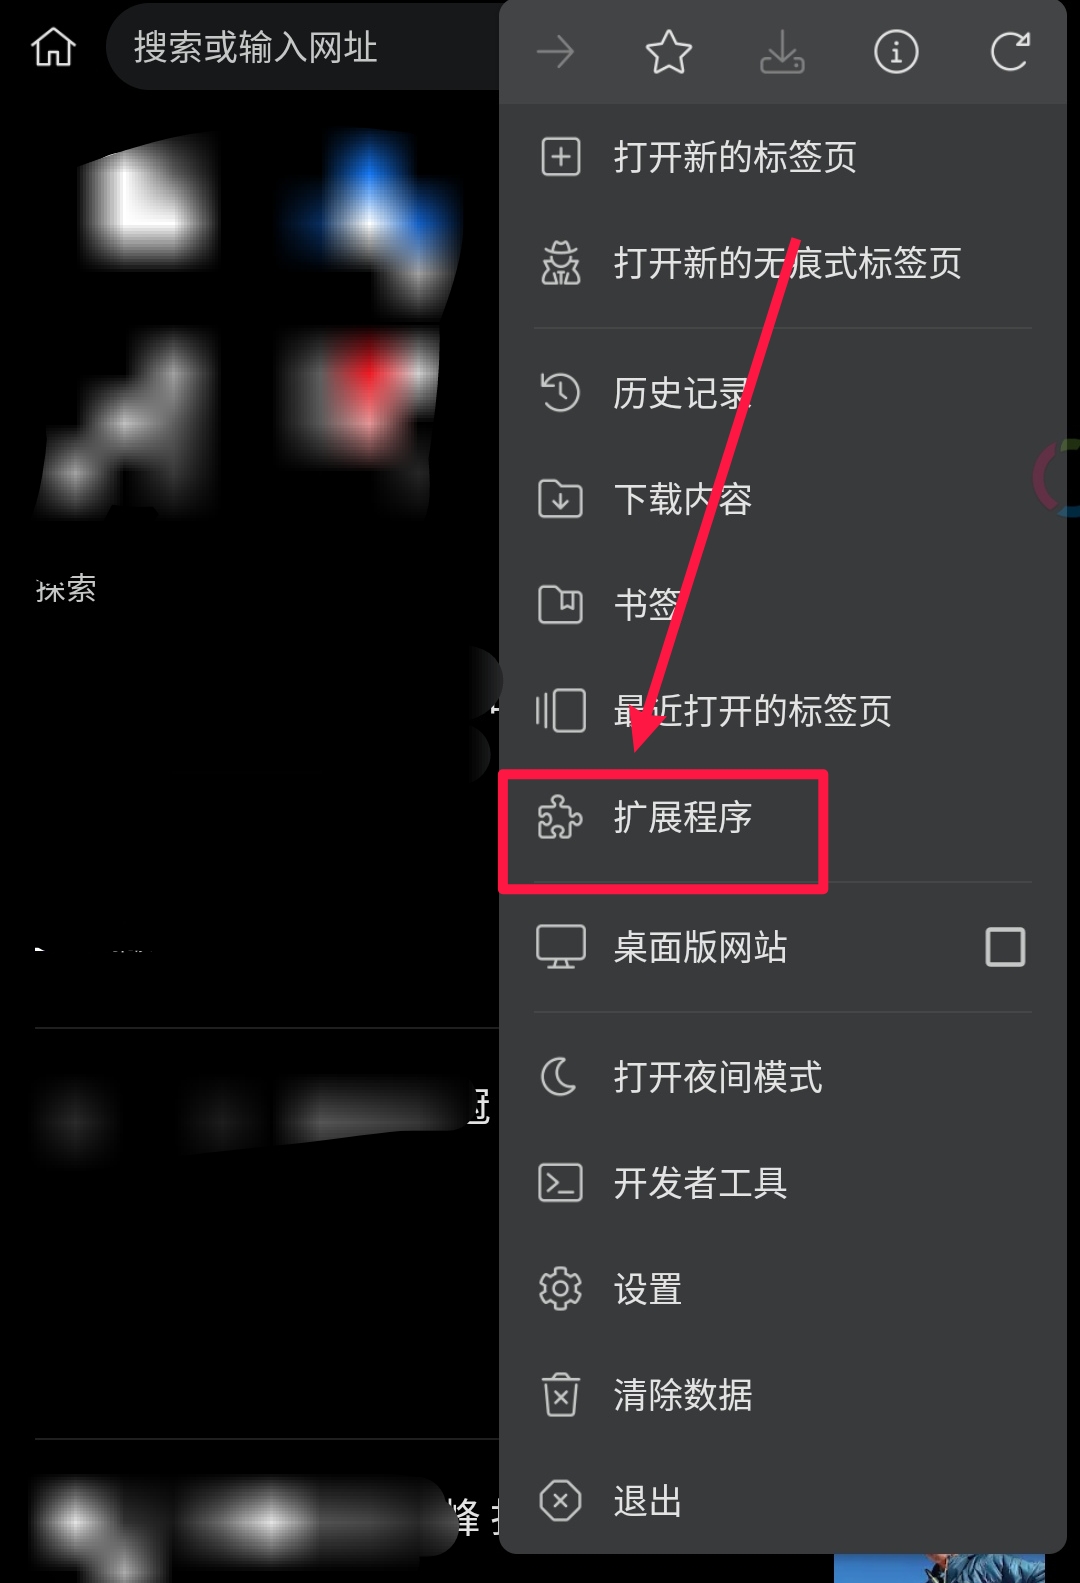 搜索或输入网址
打开新的标签页
打开新的无痕式标签页
历史记录
下载内容
书签
最近打开的标签页
扩展程序
桌面版网站
打开夜间模式
开发者工具
设置
清除数据
退出
探索
冠
峰